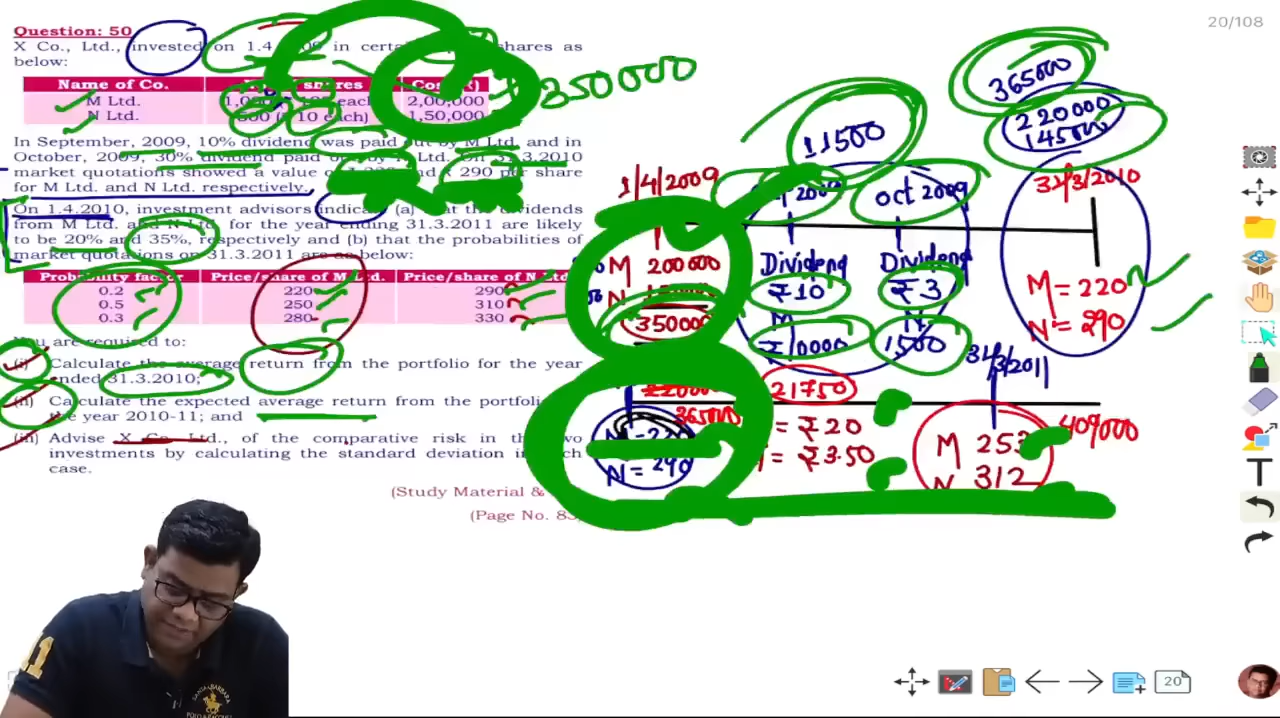 20/108
Question: 50
X Co., Ltd., invested on 1.4 in shares as
below:
Name of Co. shares Cost
M Ltd. each 2,00,000
N Ltd. 10 each) 1,50,000
350000
In September, 2009, 10% dividend was paid out by M Ltd. and in
October, 2009, 30% dividend paid by Ltd. On 31.3.2010
market quotations showed a value 290 per share
for M Ltd. and N Ltd. respectively.
On 1.4.2010, investment advisors (a) the dividends
from M Ltd. and Ltd. for the year ending 31.3.2011 are likely
to be 20% and 35%, respectively and (b) that the probabilities of
market quotations on 31.3.2011 are as below:
Probability factor Price/share of M Ltd. Price/share of N
0.2 220 290
0.5 250 310
0.3 280 330
You are required to:
(i) Calculate the average return from the portfolio for the year
ended 31.3.2010;
(ii) Calculate the expected average return from the
the year 2010-11; and
(iii) Advise X Co. Ltd., of the comparative risk in the two
investments by calculating the standard deviation in each
case.
(Study Material &
(Page No.
365000
220000
11500
1/4/2009
oct 2009
31/3/2010
M 200000
350000
Dividend
₹10
M
₹10000
Dividend
₹3
N
1500
M = 220
N = 290
31/3/2011
365000
21750
= ₹20
= ₹3.50
N = 290
M 253
N 312
409000
20